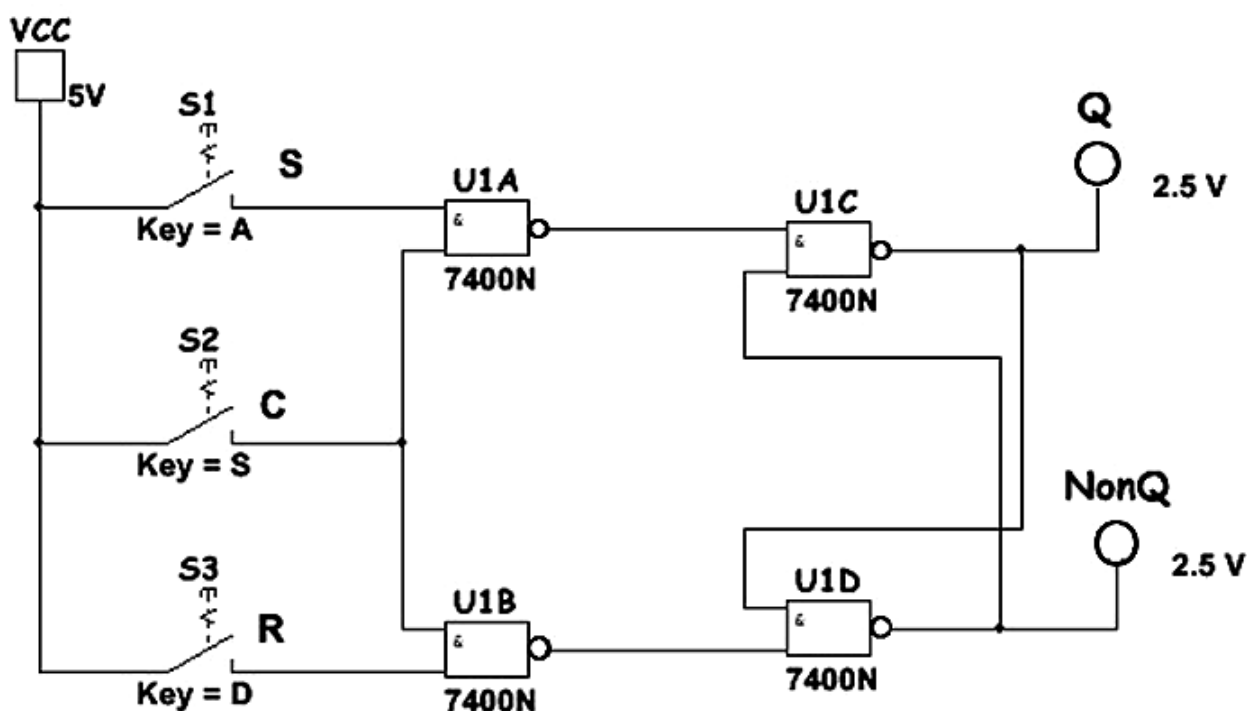 VCC
5V
S1
S
Key = A
U1A
&
7400N
U1C
&
7400N
Q
2.5 V
S2
C
Key = S
S3
R
Key = D
U1B
&
7400N
U1D
&
7400N
NonQ
2.5 V